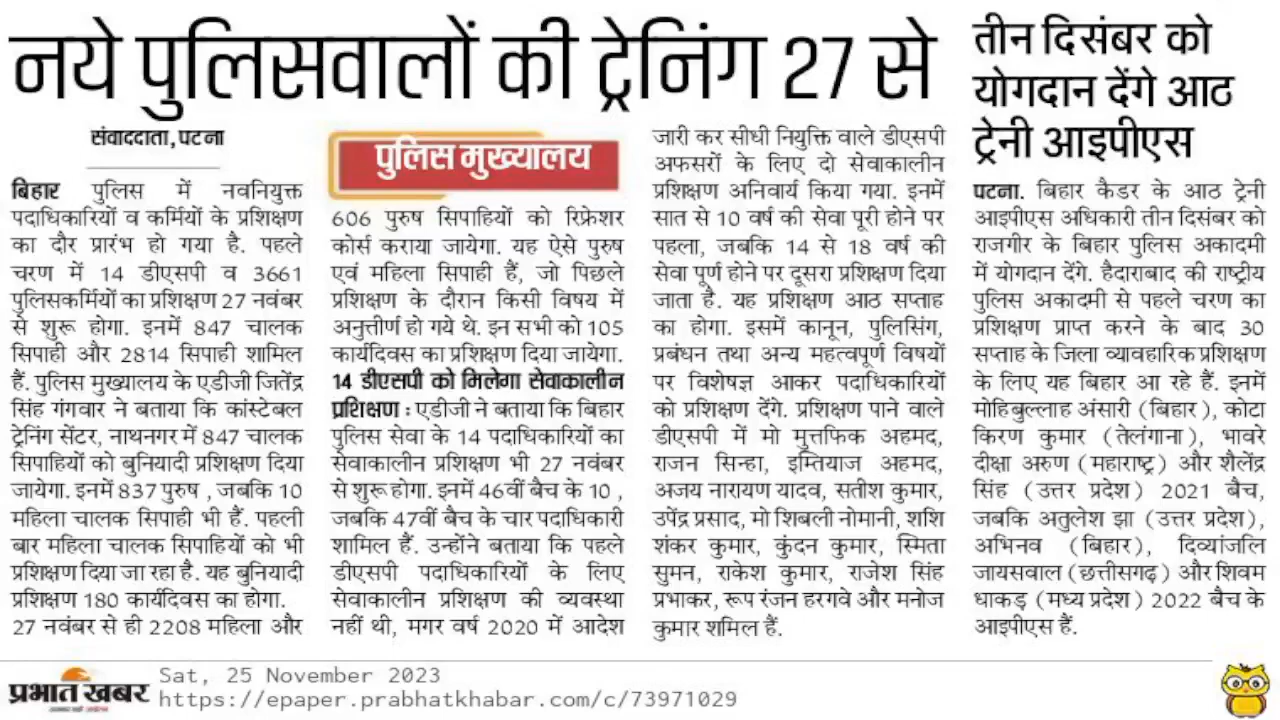 नये पुलिसवालों की ट्रेनिंग 27 से
संवाददाता, पटना
बिहार पुलिस में नवनियुक्त
पदाधिकारियों व कर्मियों के प्रशिक्षण
का दौर प्रारंभ हो गया है. पहले
चरण में 14 डीएसपी व 3661
पुलिसकर्मियों का प्रशिक्षण 27 नवंबर
से शुरू होगा. इनमें 847 चालक
सिपाही और 2814 सिपाही शामिल
हैं. पुलिस मुख्यालय के एडीजी जितेंद्र
सिंह गंगवार ने बताया कि कांस्टेबल
ट्रेनिंग सेंटर, नाथनगर में 847 चालक
सिपाहियों को बुनियादी प्रशिक्षण दिया
जायेगा. इनमें 837 पुरुष , जबकि 10
महिला चालक सिपाही भी हैं. पहली
बार महिला चालक सिपाहियों को भी
प्रशिक्षण दिया जा रहा है. यह बुनियादी
प्रशिक्षण 180 कार्यदिवस का होगा.
27 नवंबर से ही 2208 महिला और
पुलिस मुख्यालय
606 पुरुष सिपाहियों को रिफ्रेशर
कोर्स कराया जायेगा. यह ऐसे पुरुष
एवं महिला सिपाही हैं, जो पिछले
प्रशिक्षण के दौरान किसी विषय में
अनुत्तीर्ण हो गये थे. इन सभी को 105
कार्यदिवस का प्रशिक्षण दिया जायेगा.
14 डीएसपी को मिलेगा सेवाकालीन
प्रशिक्षण : एडीजी ने बताया कि बिहार
पुलिस सेवा के 14 पदाधिकारियों का
सेवाकालीन प्रशिक्षण भी 27 नवंबर
से शुरू होगा. इनमें 46वीं बैच के 10 ,
जबकि 47वीं बैच के चार पदाधिकारी
शामिल हैं. उन्होंने बताया कि पहले
डीएसपी पदाधिकारियों के लिए
सेवाकालीन प्रशिक्षण की व्यवस्था
नहीं थी, मगर वर्ष 2020 में आदेश
जारी कर सीधी नियुक्ति वाले डीएसपी
अफसरों के लिए दो सेवाकालीन
प्रशिक्षण अनिवार्य किया गया. इनमें
सात से 10 वर्ष की सेवा पूरी होने पर
पहला, जबकि 14 से 18 वर्ष की
सेवा पूर्ण होने पर दूसरा प्रशिक्षण दिया
जाता है. यह प्रशिक्षण आठ सप्ताह
का होगा. इसमें कानून, पुलिसिंग,
प्रबंधन तथा अन्य महत्वपूर्ण विषयों
पर विशेषज्ञ आकर पदाधिकारियों
को प्रशिक्षण देंगे. प्रशिक्षण पाने वाले
डीएसपी में मो मुत्तफिक अहमद,
राजन सिन्हा, इम्तियाज अहमद,
अजय नारायण यादव, सतीश कुमार,
उपेंद्र प्रसाद, मो शिबली नोमानी, शशि
शंकर कुमार, कुंदन कुमार, स्मिता
सुमन, राकेश कुमार, राजेश सिंह
प्रभाकर, रूप रंजन हरगवे और मनोज
कुमार शमिल हैं.
तीन दिसंबर को
योगदान देंगे आठ
ट्रेनी आइपीएस
पटना. बिहार कैडर के आठ ट्रेनी
आइपीएस अधिकारी तीन दिसंबर को
राजगीर के बिहार पुलिस अकादमी
में योगदान देंगे. हैदाराबाद की राष्ट्रीय
पुलिस अकादमी से पहले चरण का
प्रशिक्षण प्राप्त करने के बाद 30
सप्ताह के जिला व्यावहारिक प्रशिक्षण
के लिए यह बिहार आ रहे हैं. इनमें
मोहिबुल्लाह अंसारी (बिहार), कोटा
किरण कुमार (तेलंगाना), भावरे
दीक्षा अरुण (महाराष्ट्र) और शैलेंद्र
सिंह (उत्तर प्रदेश) 2021 बैच,
जबकि अतुलेश झा (उत्तर प्रदेश),
अभिनव (बिहार), दिव्यांजलि
जायसवाल (छत्तीसगढ़) और शिवम
धाकड़ (मध्य प्रदेश) 2022 बैच के
आइपीएस हैं.
प्रभात खबर
Sat, 25 November 2023
https://epaper.prabhatkhabar.com/c/73971029